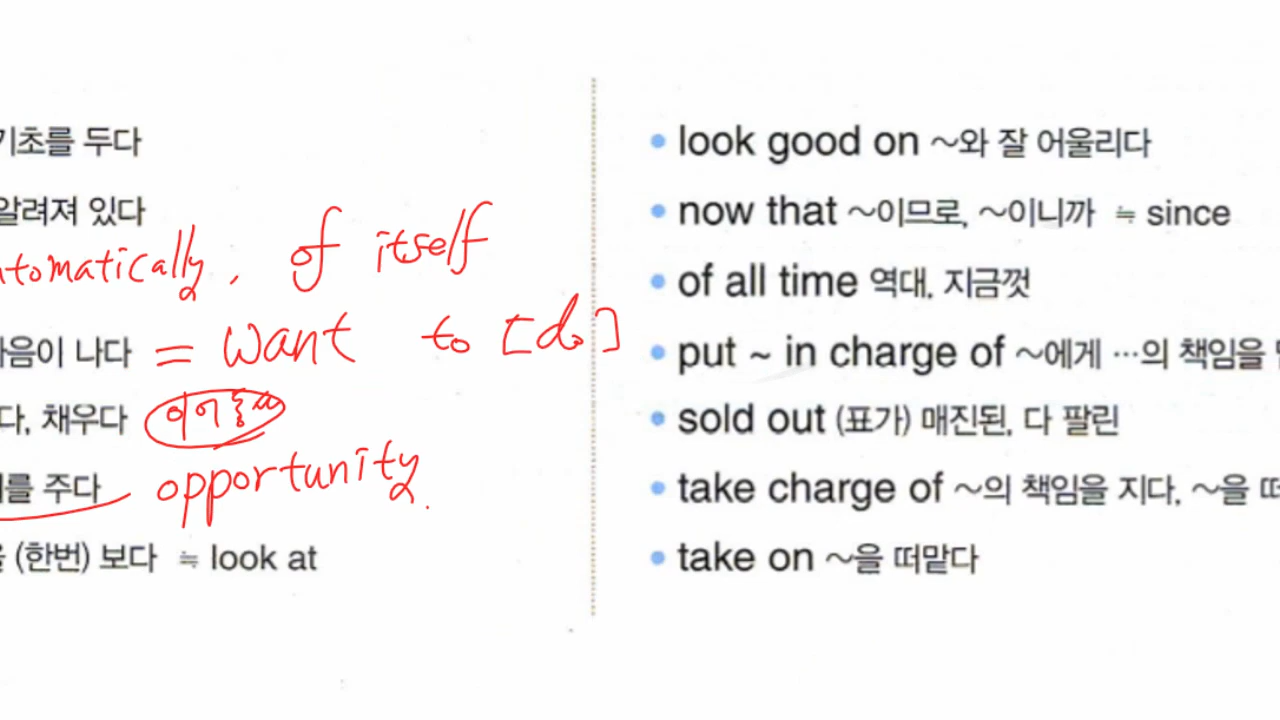 기초를 두다
알려져 있다
tomatically, of itself
음이 나다 = want to [do]
다, 채우다
를 주다 opportunity.
(한번) 보다 ≒ look at
• look good on ~와 잘 어울리다
• now that ~이므로, ~이니까 ≒ since
• of all time 역대, 지금껏
• put ~ in charge of ~에게 …의 책임을
• sold out (표가) 매진된, 다 팔린
• take charge of ~의 책임을 지다, ~을
• take on ~을 떠맡다